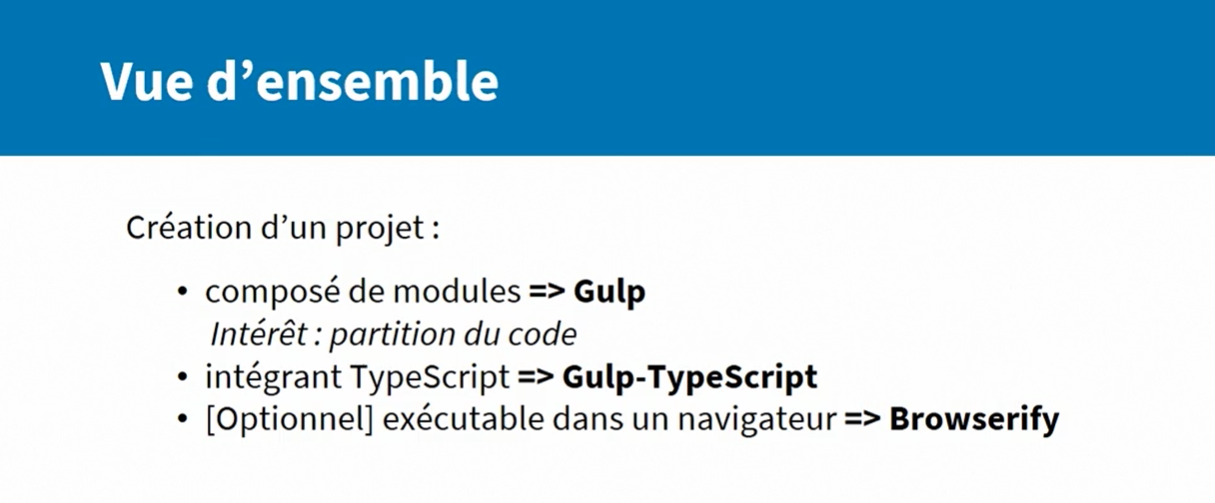 Vue d’ensemble
Création d’un projet :
• composé de modules => Gulp
Intérêt : partition du code
• intégrant TypeScript => Gulp-TypeScript
• [Optionnel] exécutable dans un navigateur => Browserify